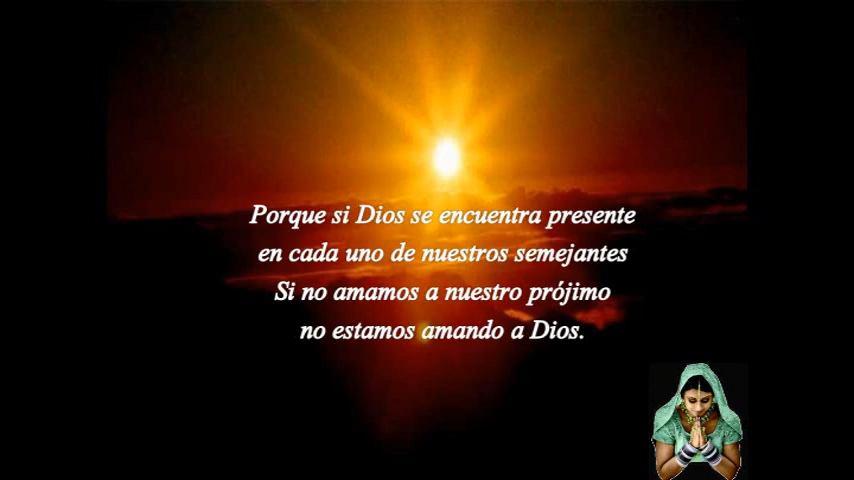 Porque si Dios se encuentra presente
en cada uno de nuestros semejantes
Si no amamos a nuestro prójimo
no estamos amando a Dios.